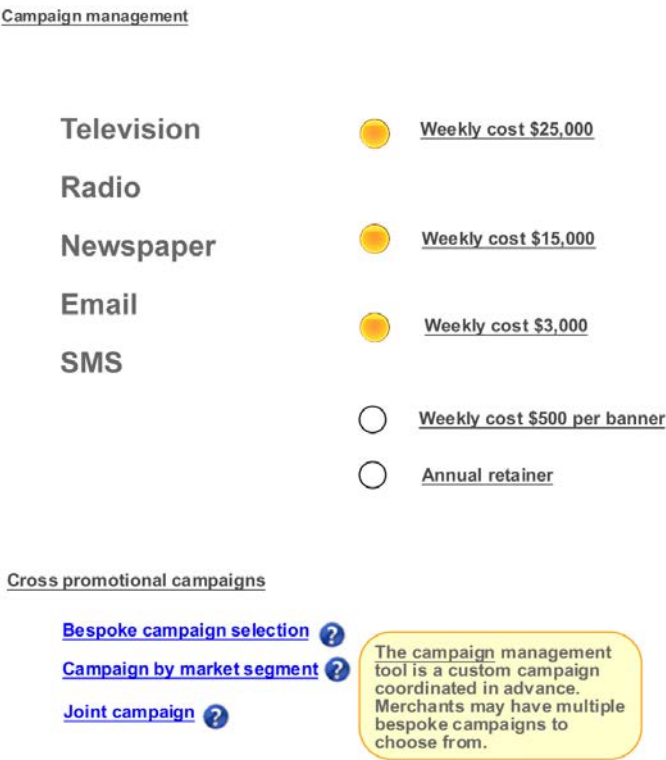 Campaign management
Television
Weekly cost $25,000
Radio
Newspaper
Weekly cost $15,000
Email
Weekly cost $3,000
SMS
Weekly cost $500 per banner
Annual retainer
Cross promotional campaigns
Bespoke campaign selection ?
Campaign by market segment ?
Joint campaign ?
The campaign management
tool is a custom campaign
coordinated in advance.
Merchants may have multiple
bespoke campaigns to
choose from.